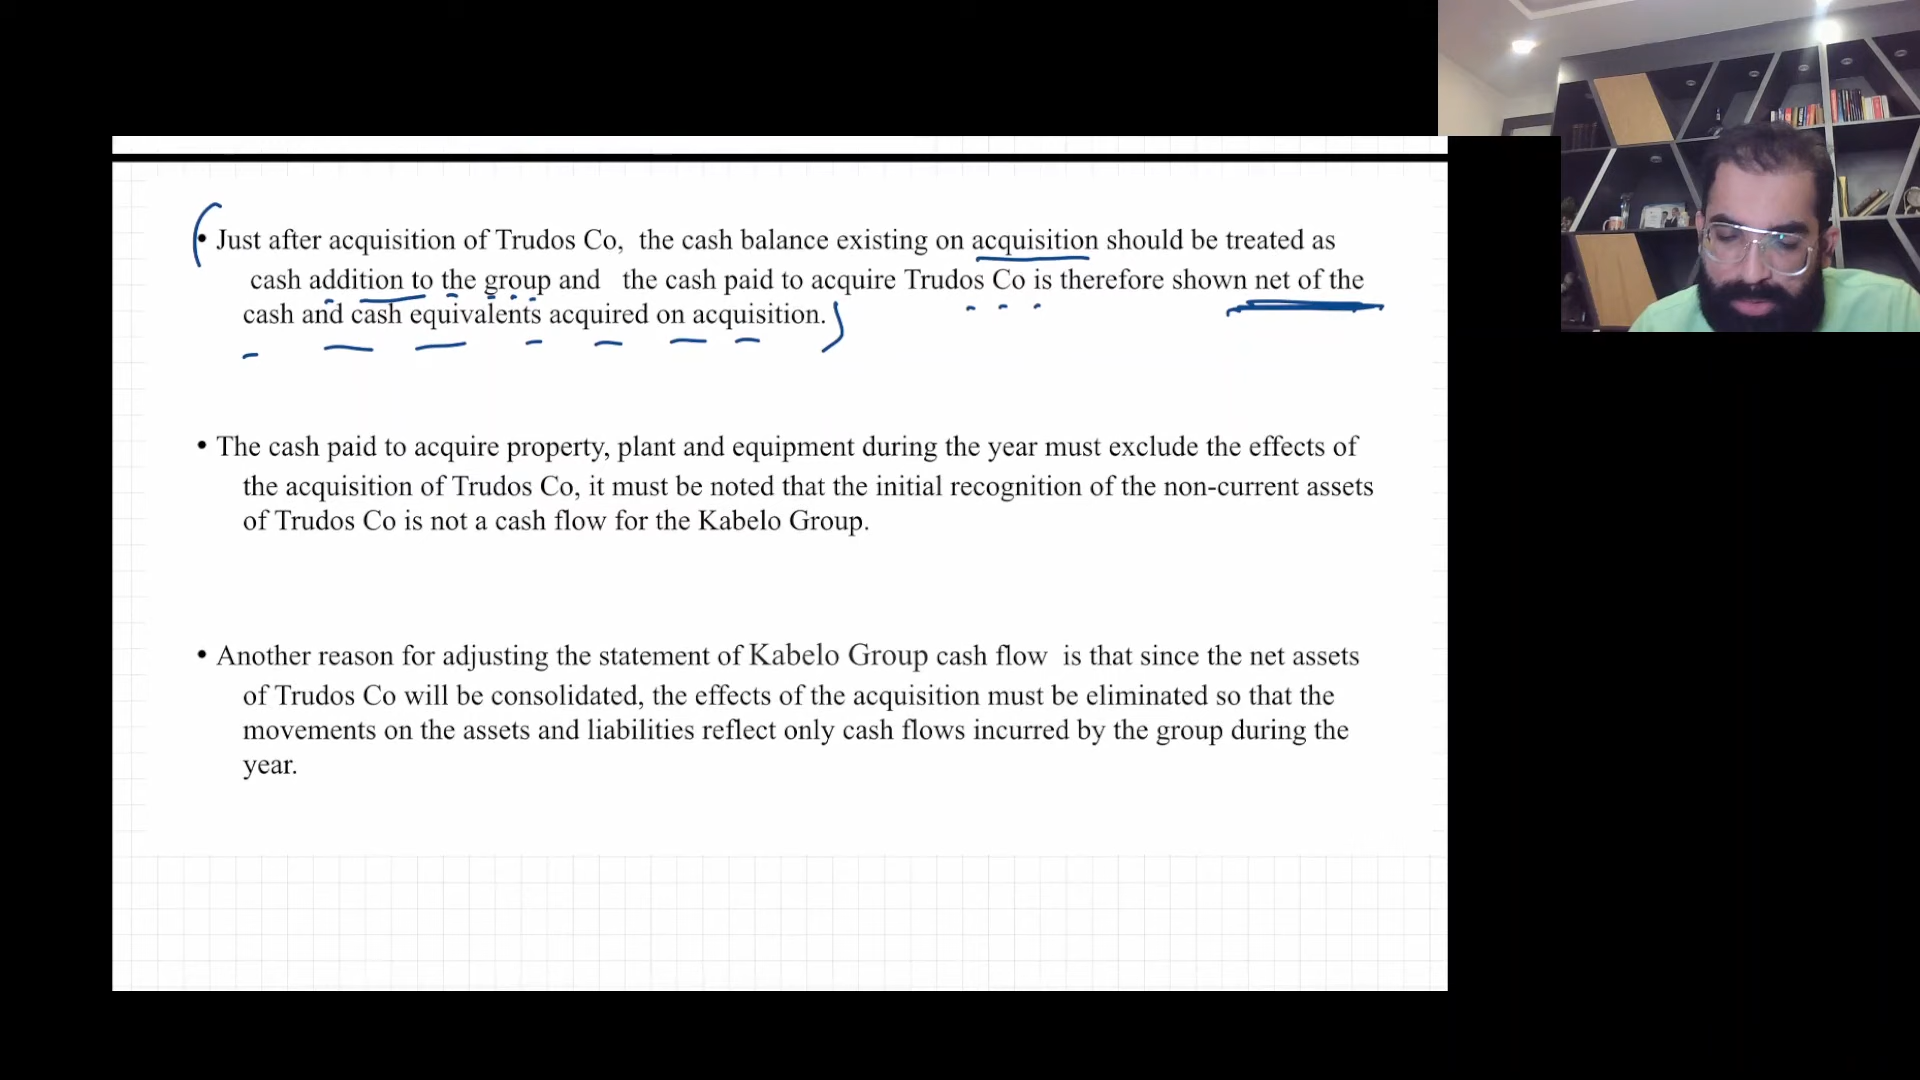 • Just after acquisition of Trudos Co, the cash balance existing on acquisition should be treated as
cash addition to the group and the cash paid to acquire Trudos Co is therefore shown net of the
cash and cash equivalents acquired on acquisition.
• The cash paid to acquire property, plant and equipment during the year must exclude the effects of
the acquisition of Trudos Co, it must be noted that the initial recognition of the non-current assets
of Trudos Co is not a cash flow for the Kabelo Group.
• Another reason for adjusting the statement of Kabelo Group cash flow is that since the net assets
of Trudos Co will be consolidated, the effects of the acquisition must be eliminated so that the
movements on the assets and liabilities reflect only cash flows incurred by the group during the
year.